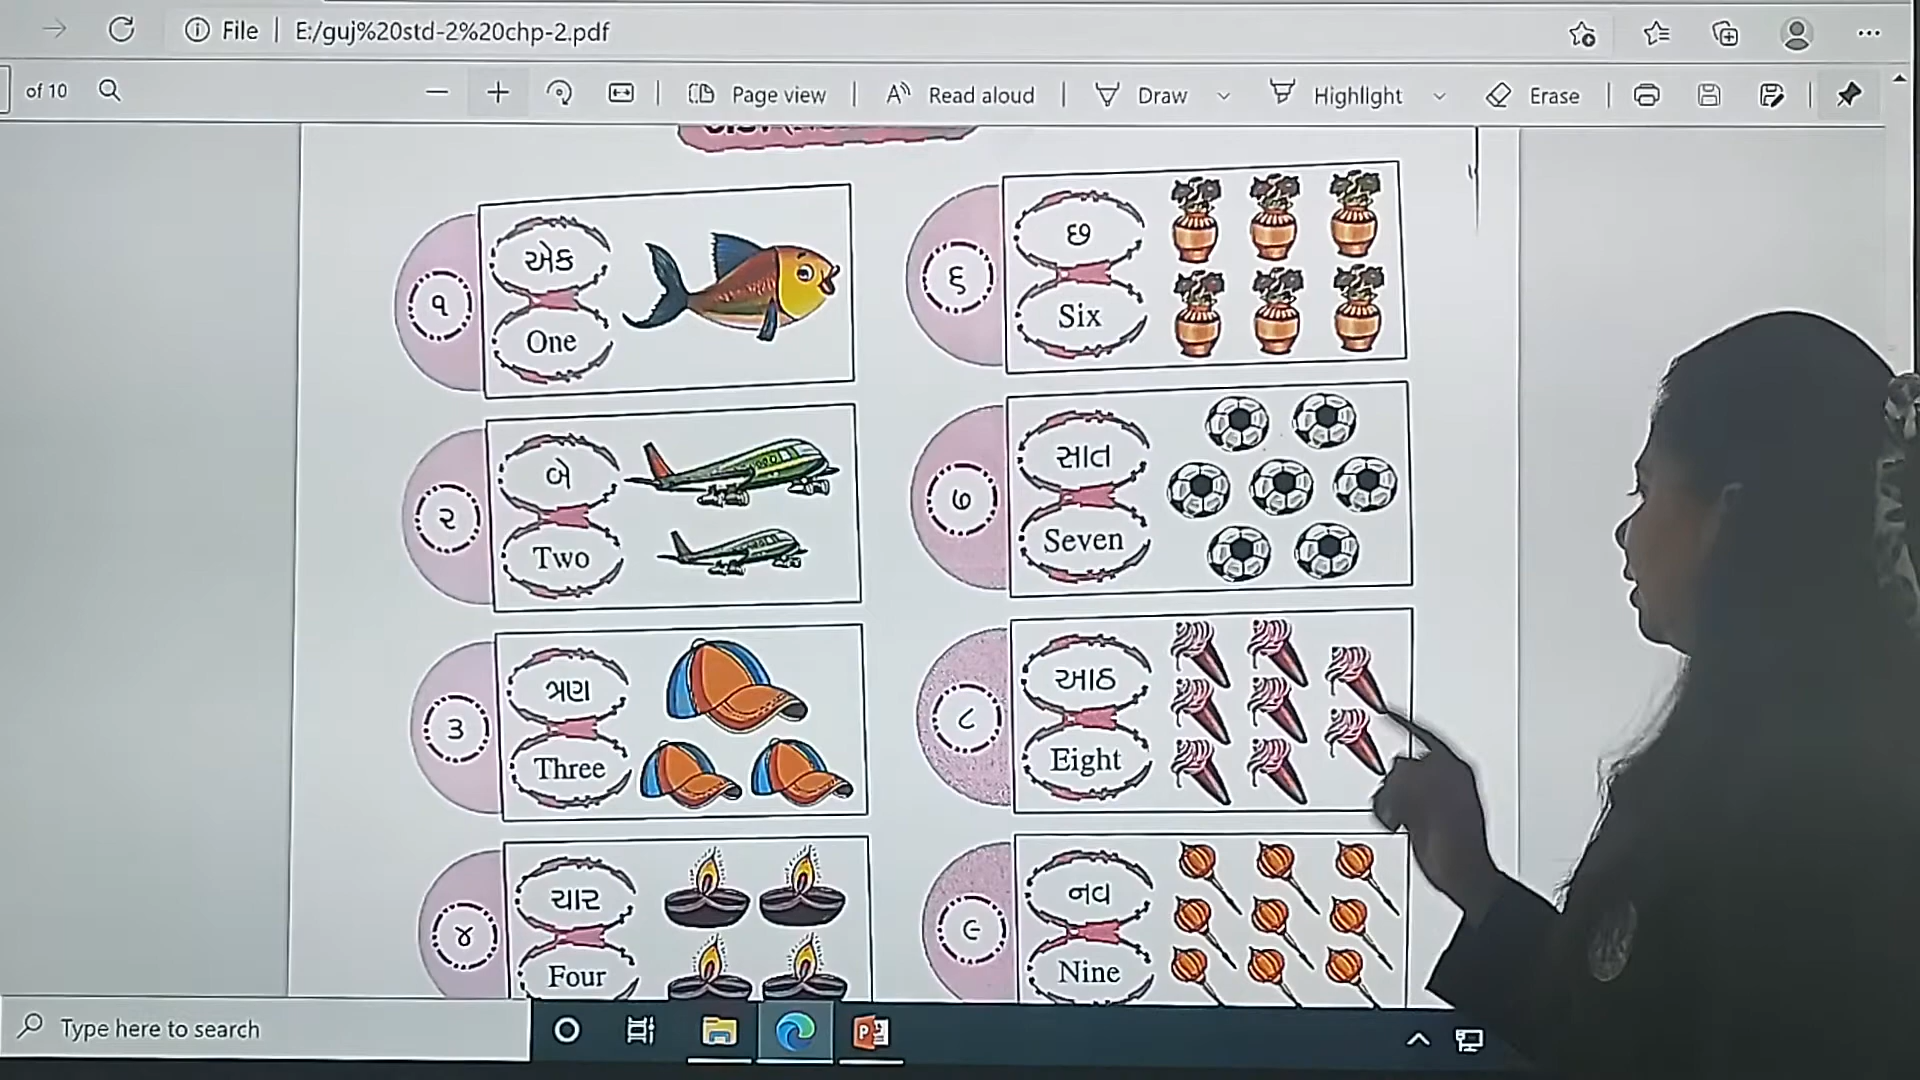 File | E:/guj%20std-2%20chp-2.pdf
of 10
Page view
Read aloud
Draw
Highlight
Erase
૧
એક
One
૨
બે
Two
૩
ત્રણ
Three
૪
ચાર
Four
૬
છ
Six
૭
સાત
Seven
૮
આઠ
Eight
૯
નવ
Nine
Type here to search